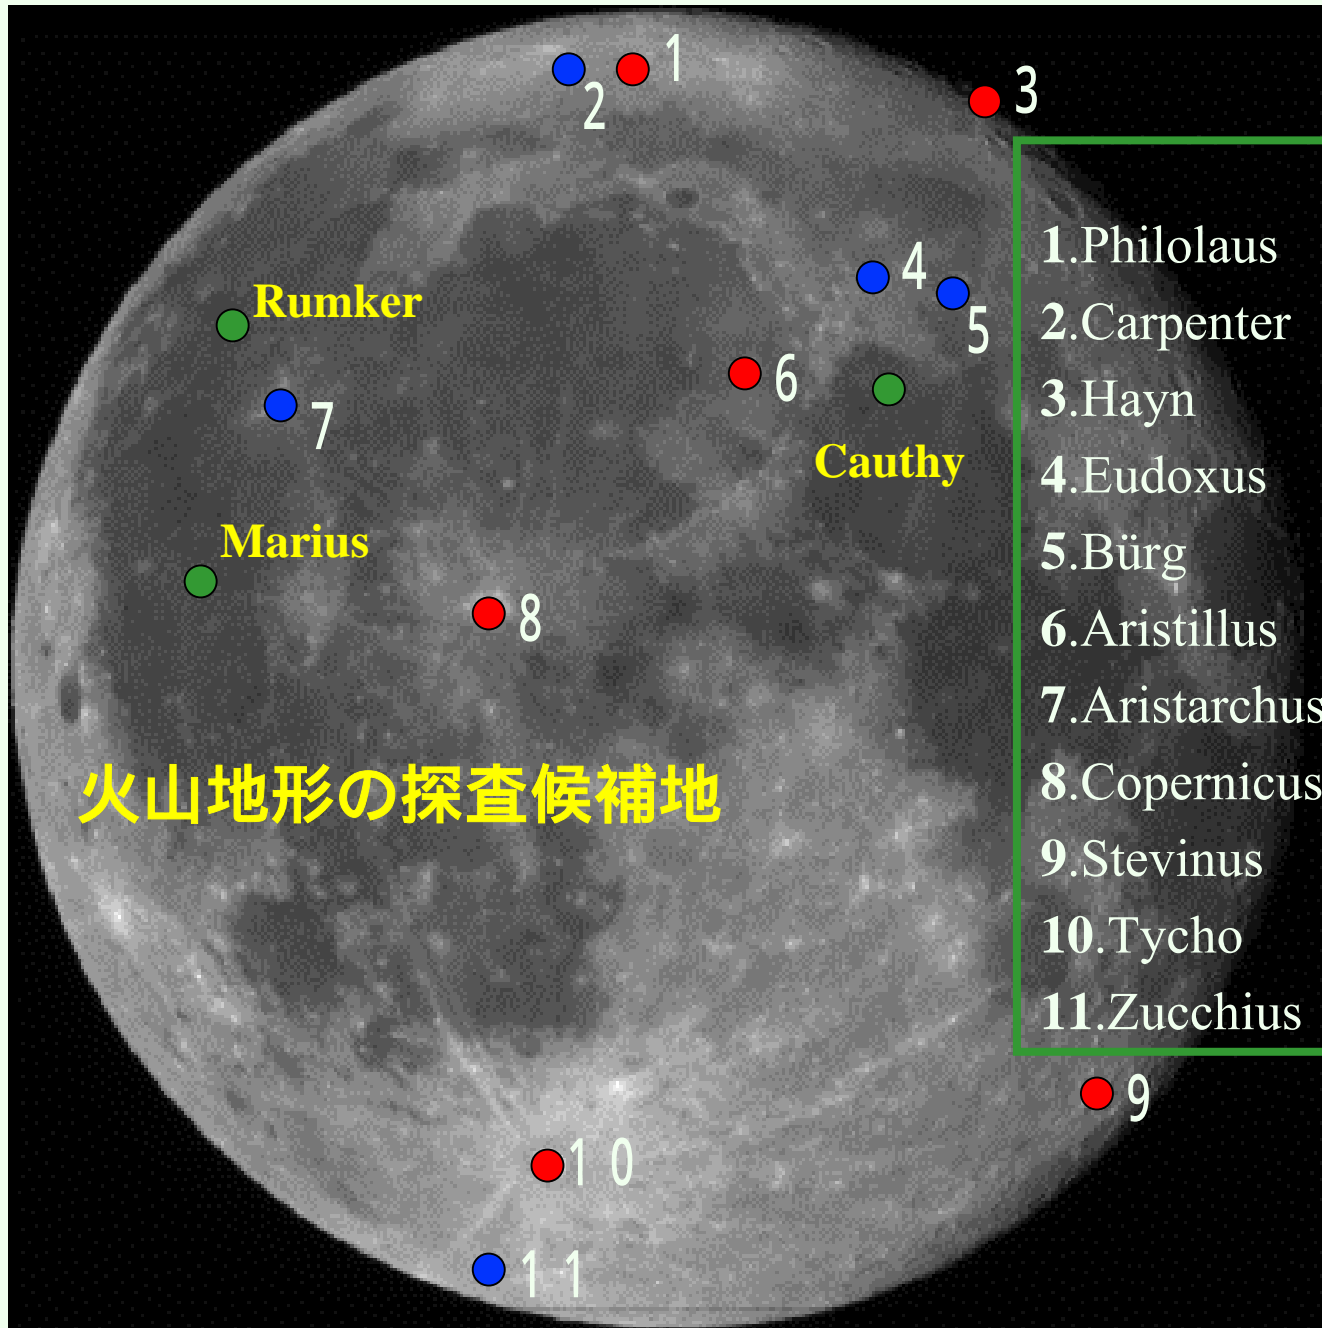 1
2
3
4
5
Rumker
6
7
Cauthy
Marius
8
火山地形の探査候補地
9
10
11
1.Philolaus
2.Carpenter
3.Hayn
4.Eudoxus
5.Bürg
6.Aristillus
7.Aristarchus
8.Copernicus
9.Stevinus
10.Tycho
11.Zucchius